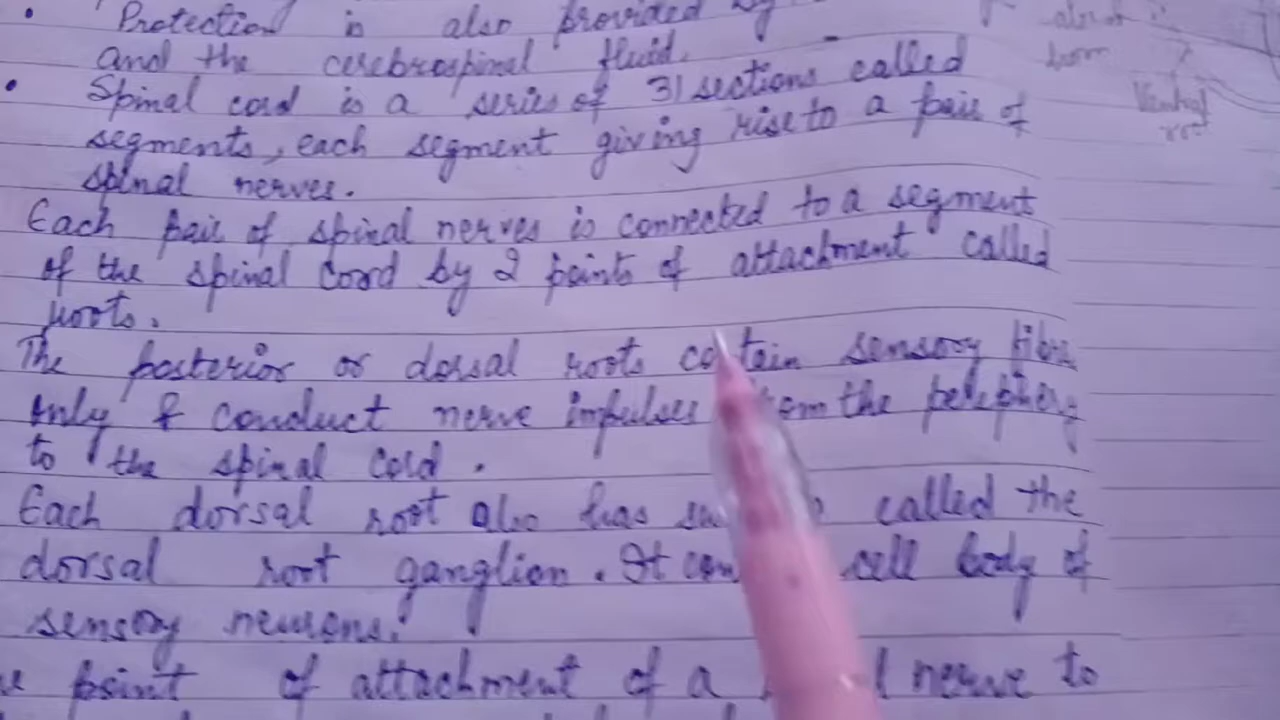 • Protection is also provided by
and the cerebrospinal fluid.
• Spinal cord is a series of 31 sections called
segments, each segment giving rise to a pair of
spinal nerves.
Each pair of spinal nerves is connected to a segment
of the spinal cord by 2 points of attachment called
roots.
The posterior or dorsal roots contain sensory
only & conduct nerve impulses the periphery
to the spinal cord.
Each dorsal root also has called the
dorsal root ganglion. It cell body of
sensory neurons.
point of attachment of a nerve to
horn
Ventral
root